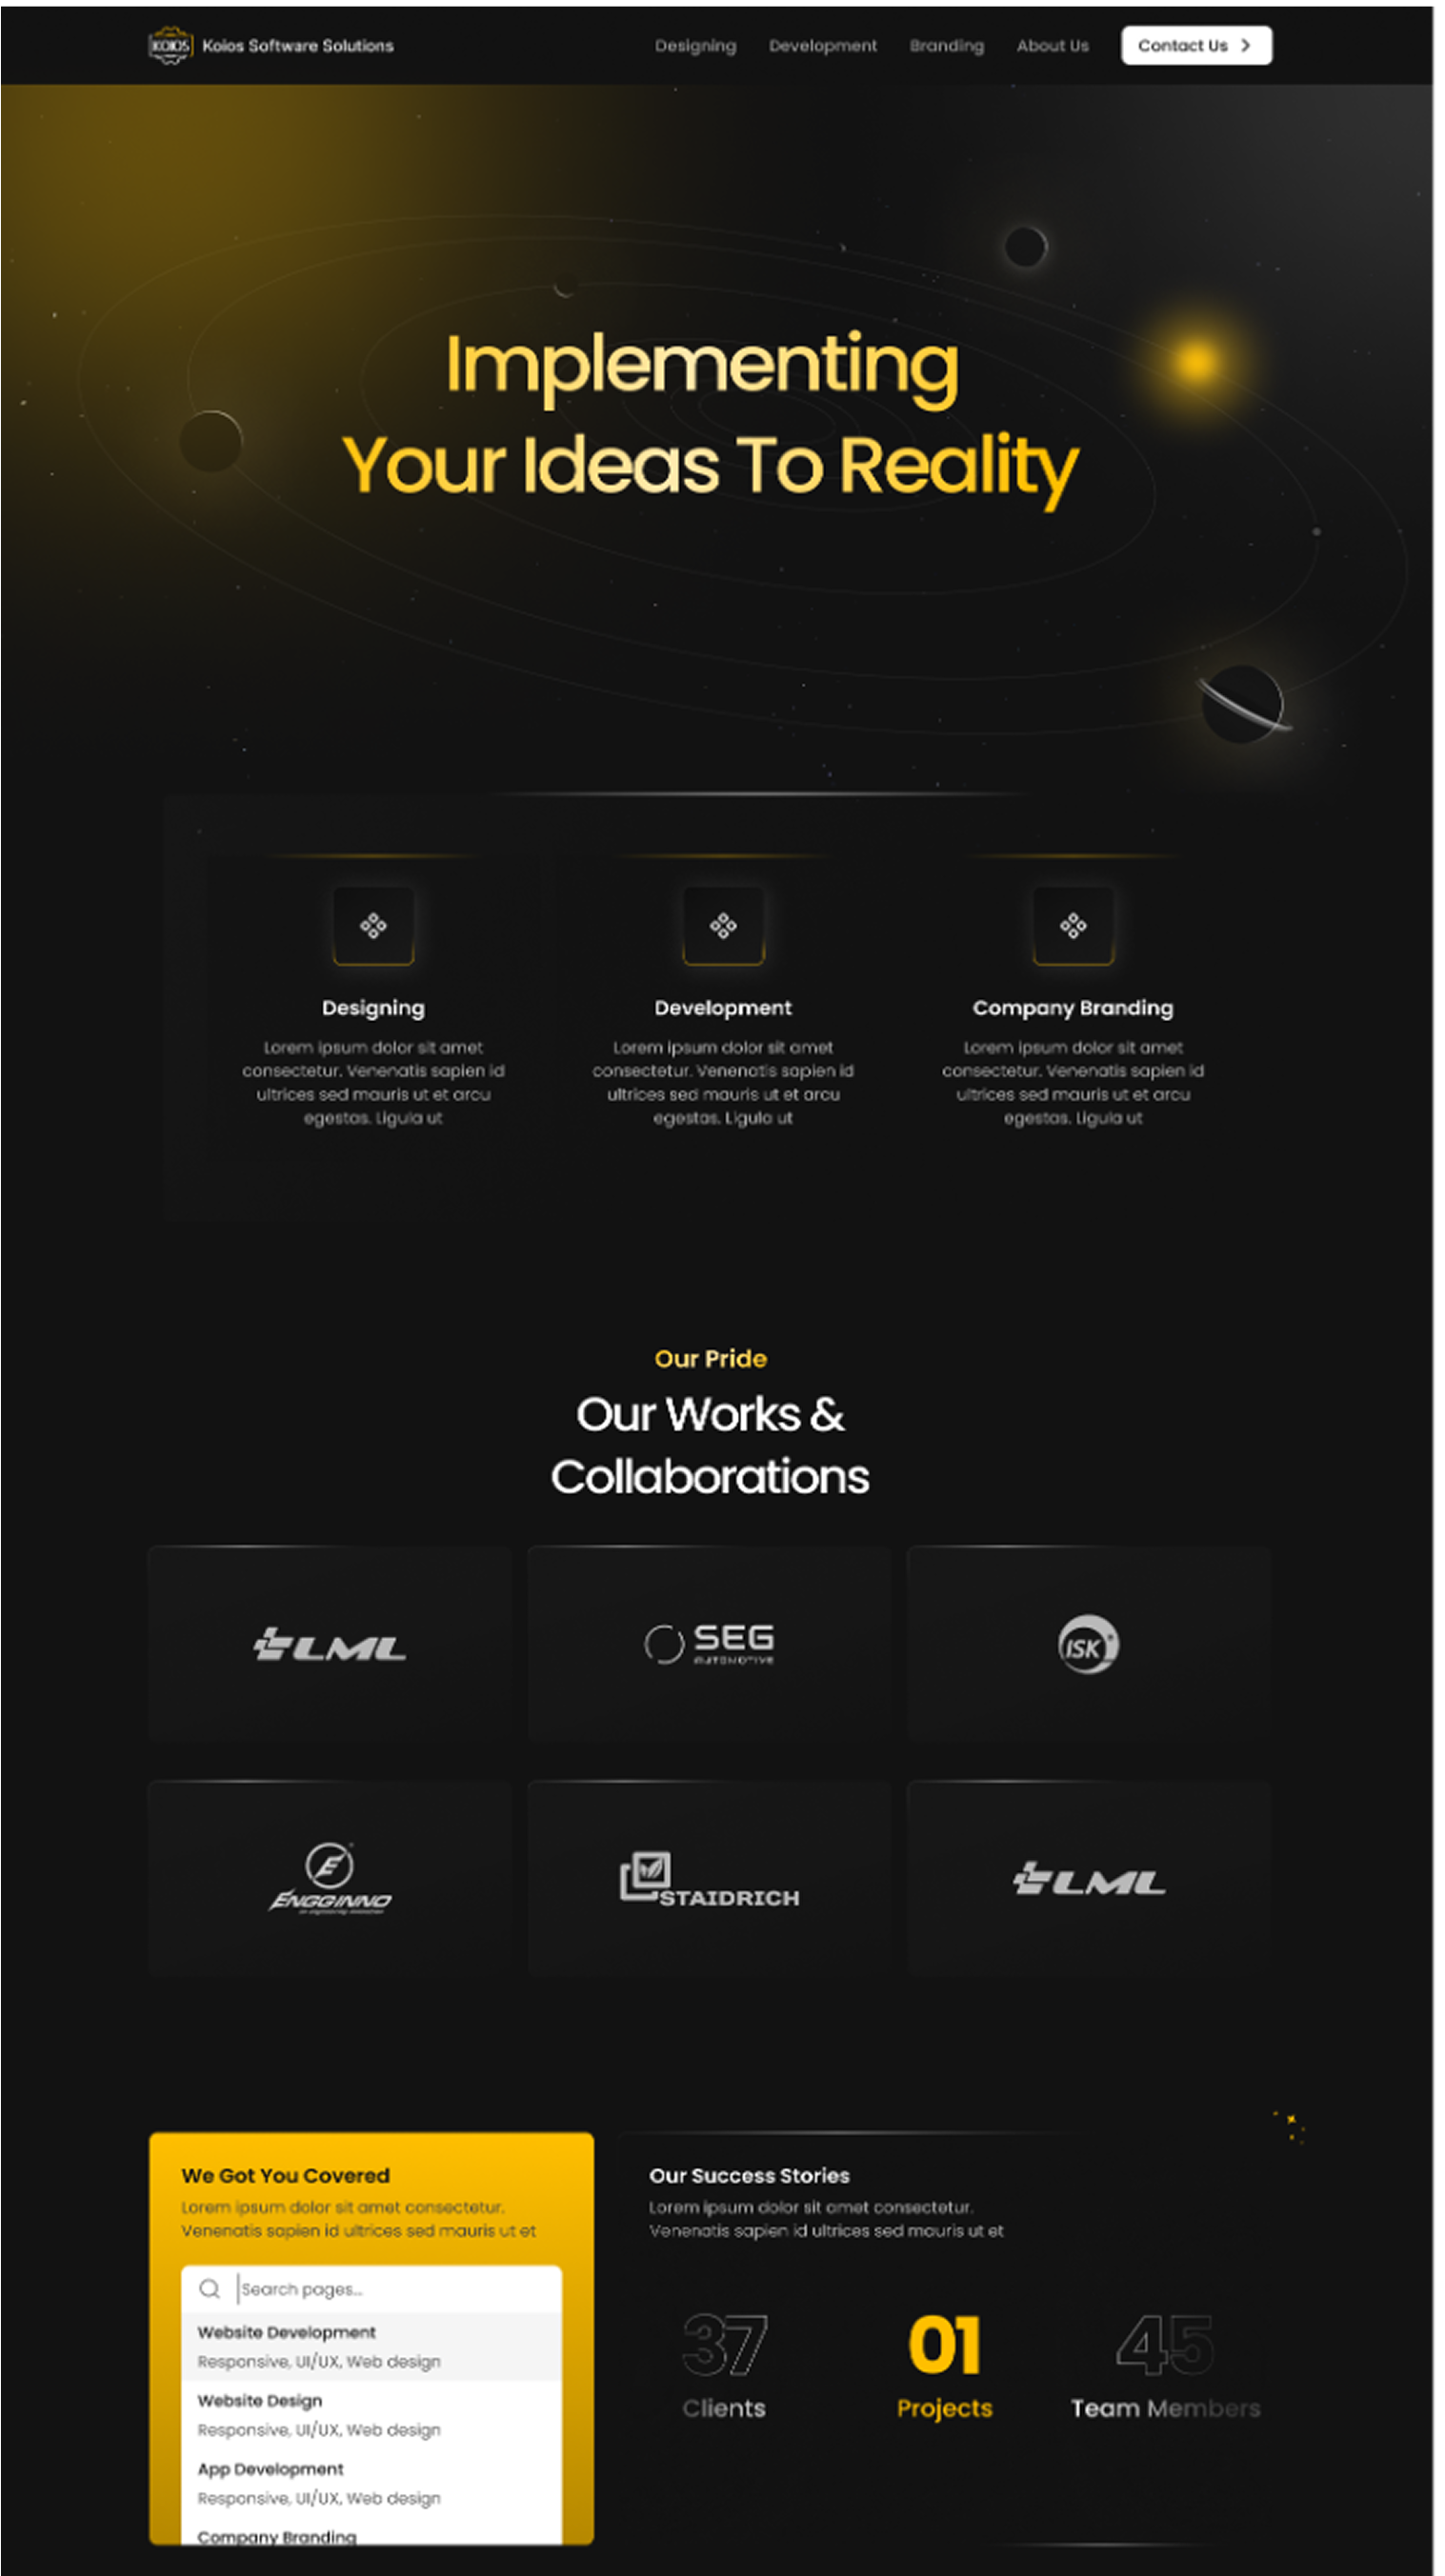 KOIOS Koios Software Solutions Designing Development Branding About Us Contact Us
Implementing
Your Ideas To Reality
Designing
Lorem ipsum dolor sit amet
consectetur. Venenatis sapien id
ultrices sed mauris ut et arcu
egestas. Ligula ut
Development
Lorem ipsum dolor sit amet
consectetur. Venenatis sapien id
ultrices sed mauris ut et arcu
egestas. Ligula ut
Company Branding
Lorem ipsum dolor sit amet
consectetur. Venenatis sapien id
ultrices sed mauris ut et arcu
egestas. Ligula ut
Our Pride
Our Works &
Collaborations
LML
SEG
AUTOMOTIVE
ISK
ENGGINNO
STAIDRICH
LML
We Got You Covered
Lorem ipsum dolor sit amet consectetur.
Venenatis sapien id ultrices sed mauris ut et
Search pages...
Website Development
Responsive, UI/UX, Web design
Website Design
Responsive, UI/UX, Web design
App Development
Responsive, UI/UX, Web design
Company Branding
Our Success Stories
Lorem ipsum dolor sit amet consectetur.
Venenatis sapien id ultrices sed mauris ut et
37
Clients
01
Projects
45
Team Members